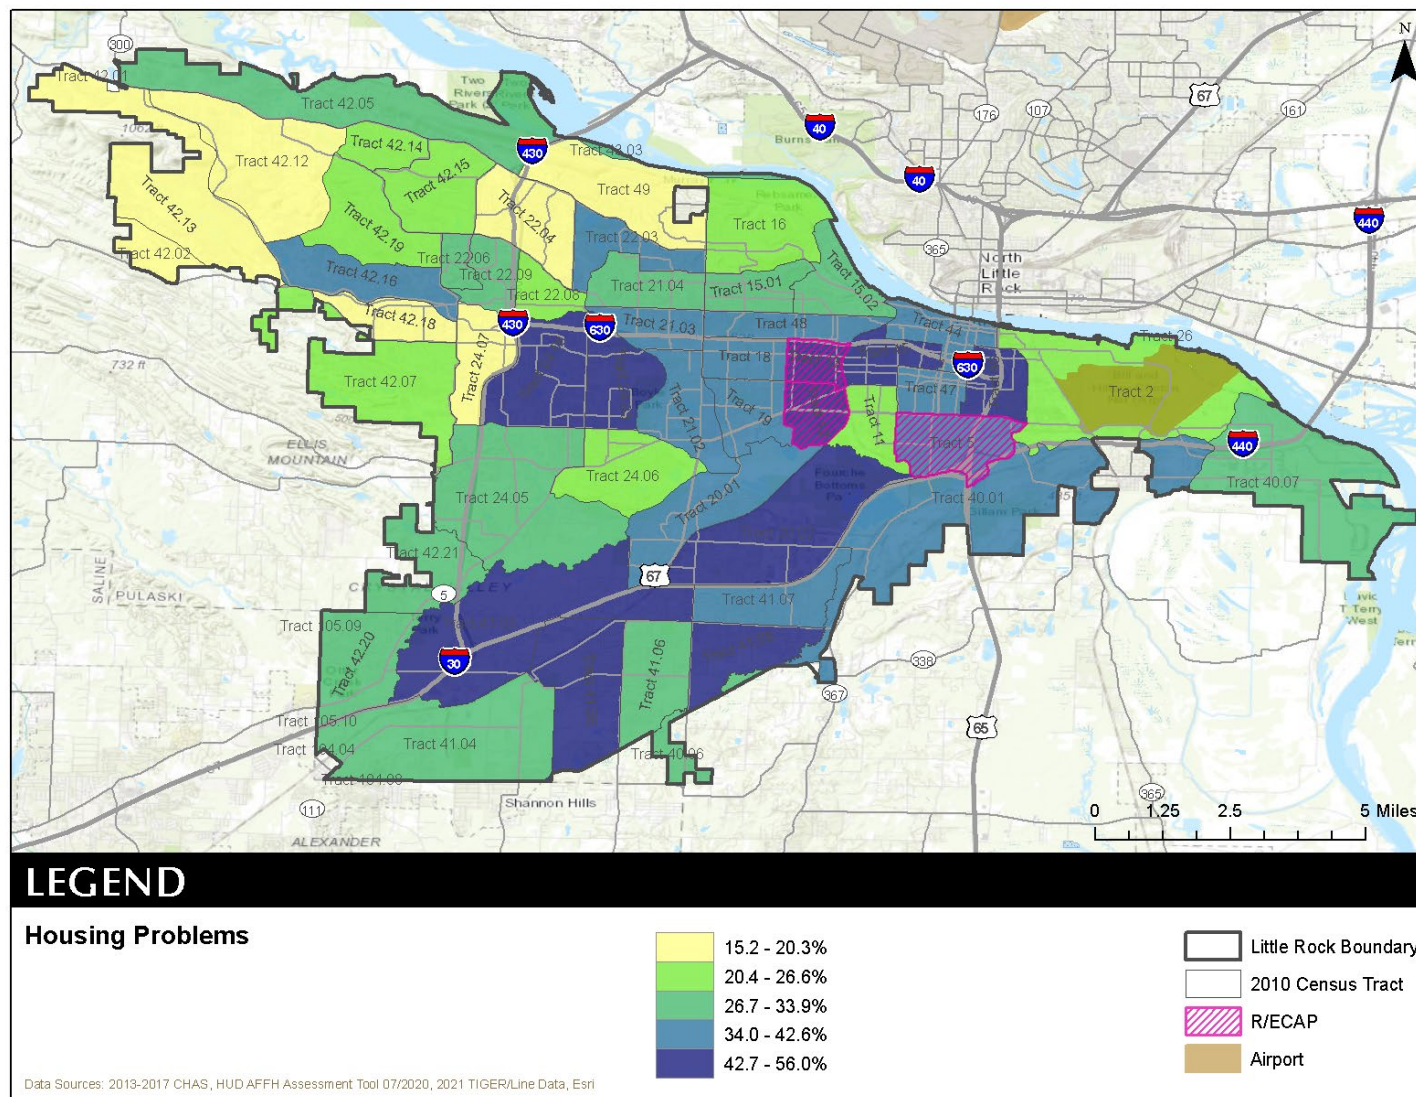 N
300
Tract 42.01
Two
Rivers
Park
Tract 42.05
67
161
107
176
40
430
Tract 43.03
Tract 42.14
Tract 42.12
Tract 42.15
Tract 49
40
Tract 42.13
Tract 22.04
Tract 16
440
Tract 42.19
Tract 22.03
365
Tract 42.02
Tract 22.06
North
Little
Rock
Tract 42.16
Tract 22.09
Tract 21.04
Tract 15.01
Tract 15.02
Tract 22.08
Tract 42.18
430
630
Tract 21.03
Tract 48
Tract 44
Tract 26
732 ft
Tract 18
630
Tract 24.07
Tract 42.07
Tract 47
Tract 2
Tract 21.02
Tract 19
Tract 11
ELLIS
MOUNTAIN
Tract 5
440
Tract 24.06
Fourche
Bottoms
Tract 24.05
Tract 20.01
Tract 40.01
Gillam Park
Tract 40.07
Tract 42.21
67
SALINE
PULASKI
5
Tract 41.07
Tract 105.09
Tract 42.20
Tract 41.06
30
338
367
Tract 105.10
65
Tract 41.04
Tract 40.06
111
Shannon Hills
365
ALEXANDER
0 1.25 2.5 5 Miles
LEGEND
Housing Problems
15.2 - 20.3%
20.4 - 26.6%
26.7 - 33.9%
34.0 - 42.6%
42.7 - 56.0%
Little Rock Boundary
2010 Census Tract
R/ECAP
Airport
Data Sources: 2013-2017 CHAS, HUD AFFH Assessment Tool 07/2020, 2021 TIGER/Line Data, Esri